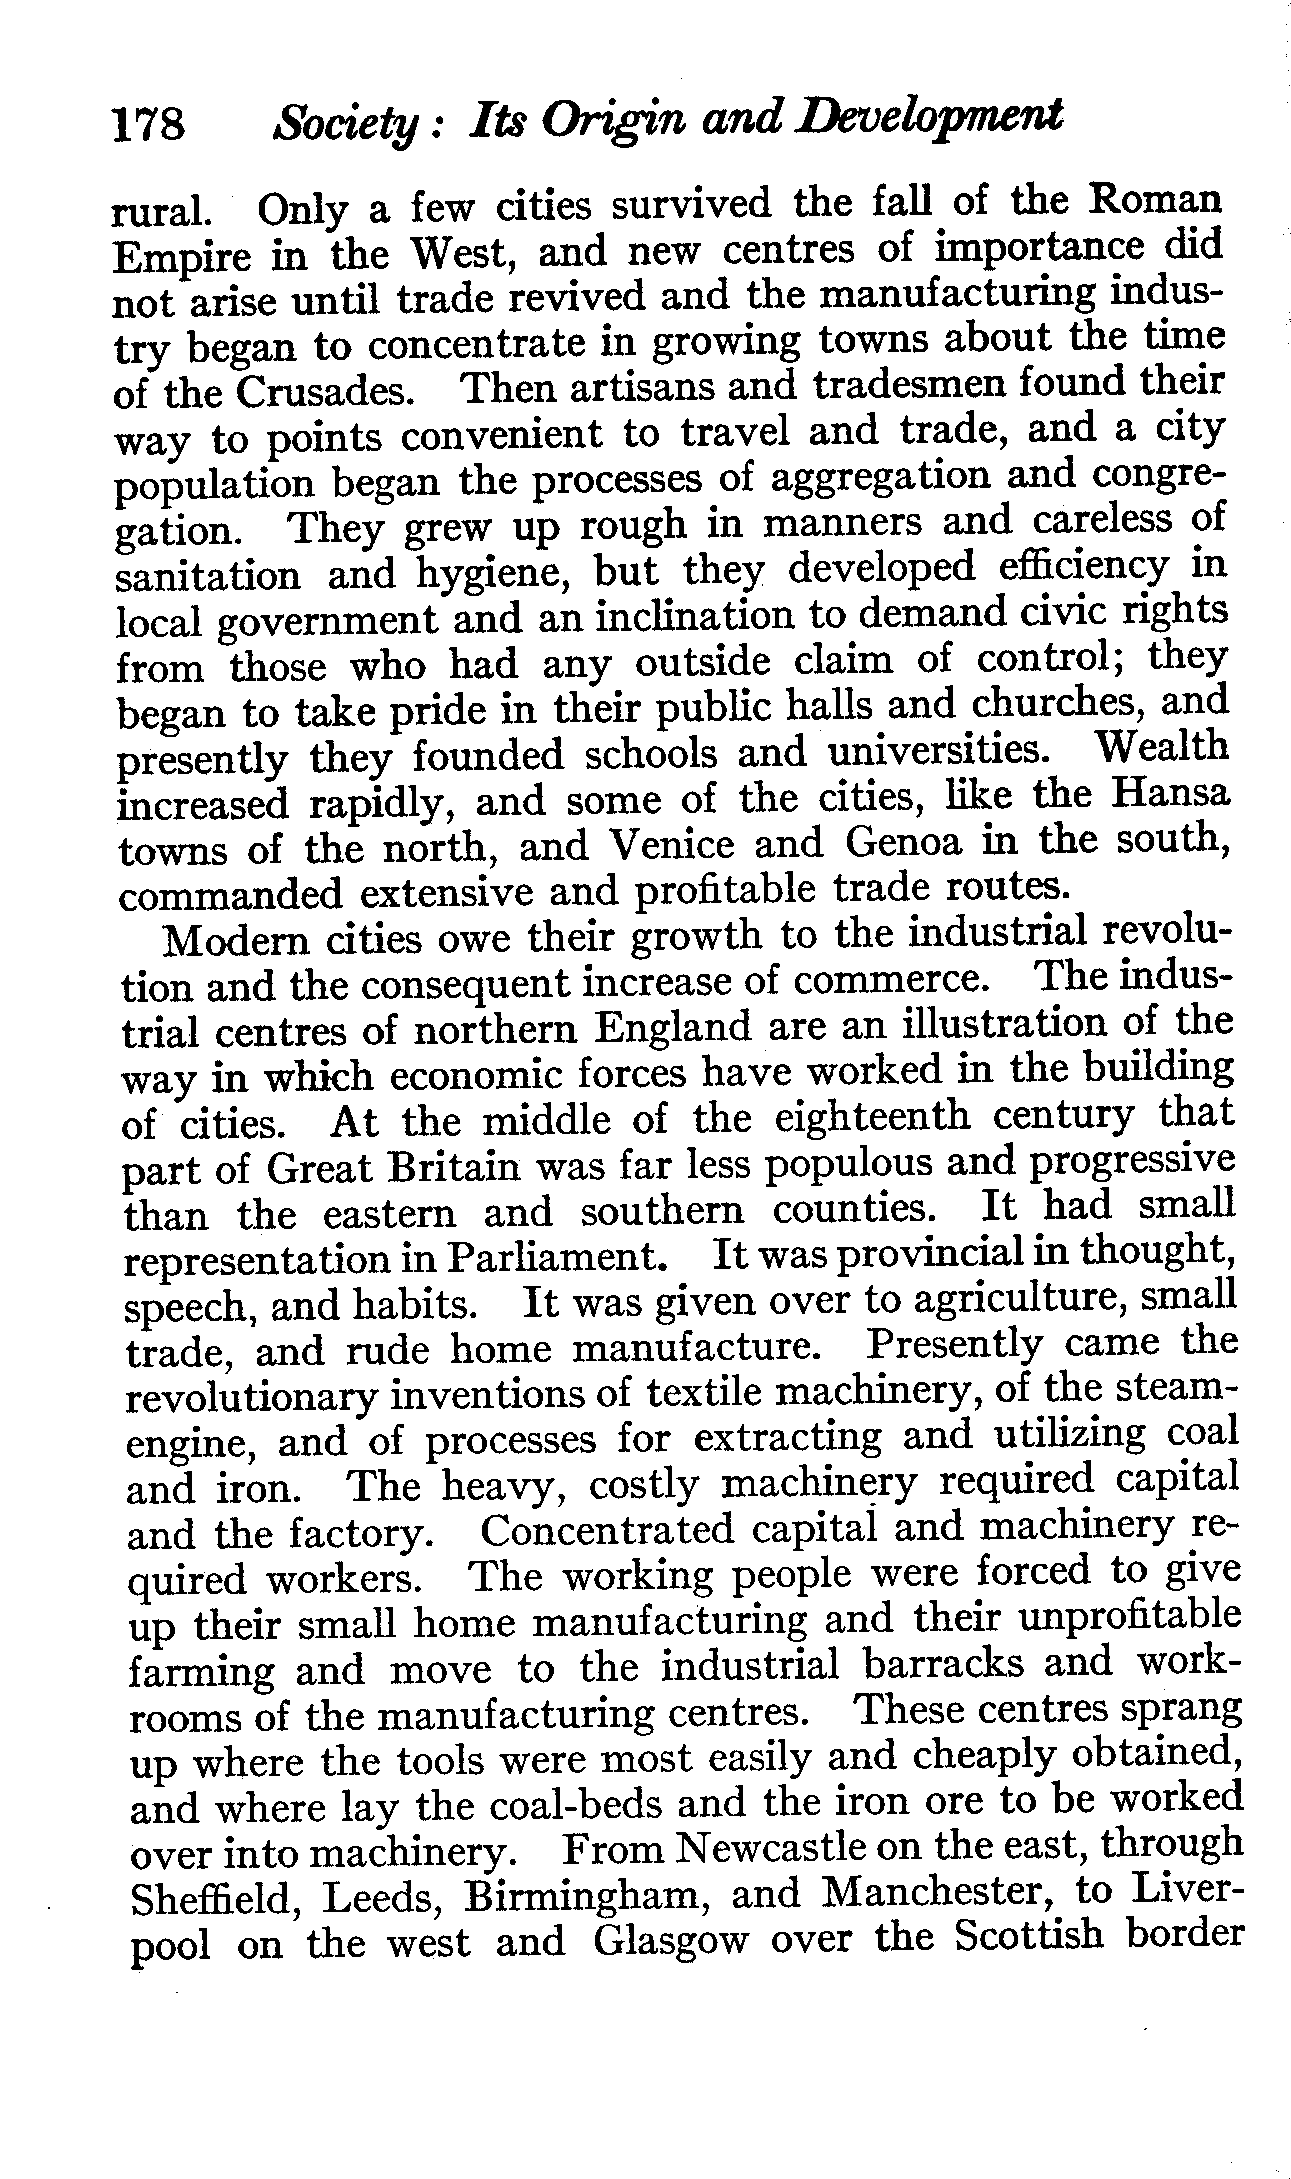 178 Society: Its Origin and Development
rural. Only a few cities survived the fall of the Roman
Empire in the West, and new centres of importance did
not arise until trade revived and the manufacturing indus-
try began to concentrate in growing towns about the time
of the Crusades. Then artisans and tradesmen found their
way to points convenient to travel and trade, and a city
population began the processes of aggregation and congre-
gation. They grew up rough in manners and careless of
sanitation and hygiene, but they developed efficiency in
local government and an inclination to demand civic rights
from those who had any outside claim of control; they
began to take pride in their public halls and churches, and
presently they founded schools and universities. Wealth
increased rapidly, and some of the cities, like the Hansa
towns of the north, and Venice and Genoa in the south,
commanded extensive and profitable trade routes.
Modern cities owe their growth to the industrial revolu-
tion and the consequent increase of commerce. The indus-
trial centres of northern England are an illustration of the
way in which economic forces have worked in the building
of cities. At the middle of the eighteenth century that
part of Great Britain was far less populous and progressive
than the eastern and southern counties. It had small
representation in Parliament. It was provincial in thought,
speech, and habits. It was given over to agriculture, small
trade, and rude home manufacture. Presently came the
revolutionary inventions of textile machinery, of the steam-
engine, and of processes for extracting and utilizing coal
and iron. The heavy, costly machinery required capital
and the factory. Concentrated capital and machinery re-
quired workers. The working people were forced to give
up their small home manufacturing and their unprofitable
farming and move to the industrial barracks and work-
rooms of the manufacturing centres. These centres sprang
up where the tools were most easily and cheaply obtained,
and where lay the coal-beds and the iron ore to be worked
over into machinery. From Newcastle on the east, through
Sheffield, Leeds, Birmingham, and Manchester, to Liver-
pool on the west and Glasgow over the Scottish border